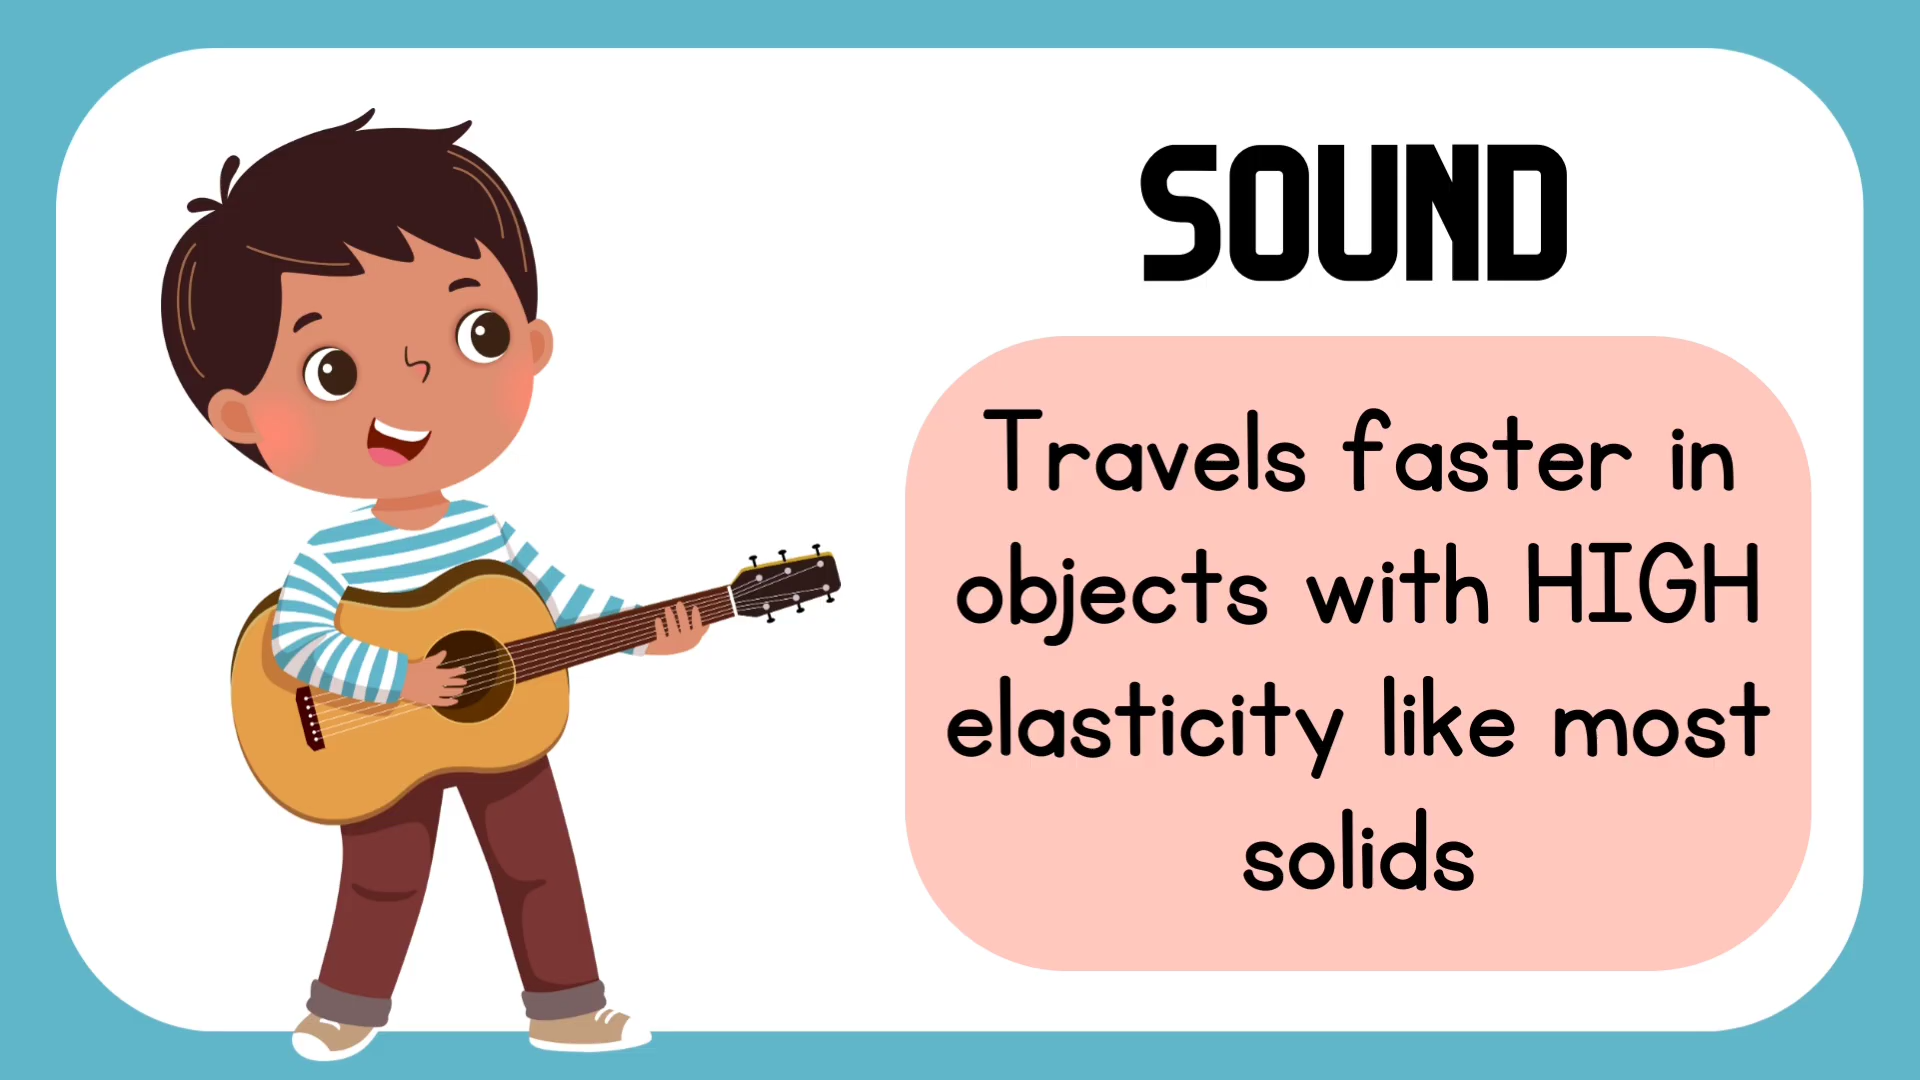 SOUND
Travels faster in
objects with HIGH
elasticity like most
solids